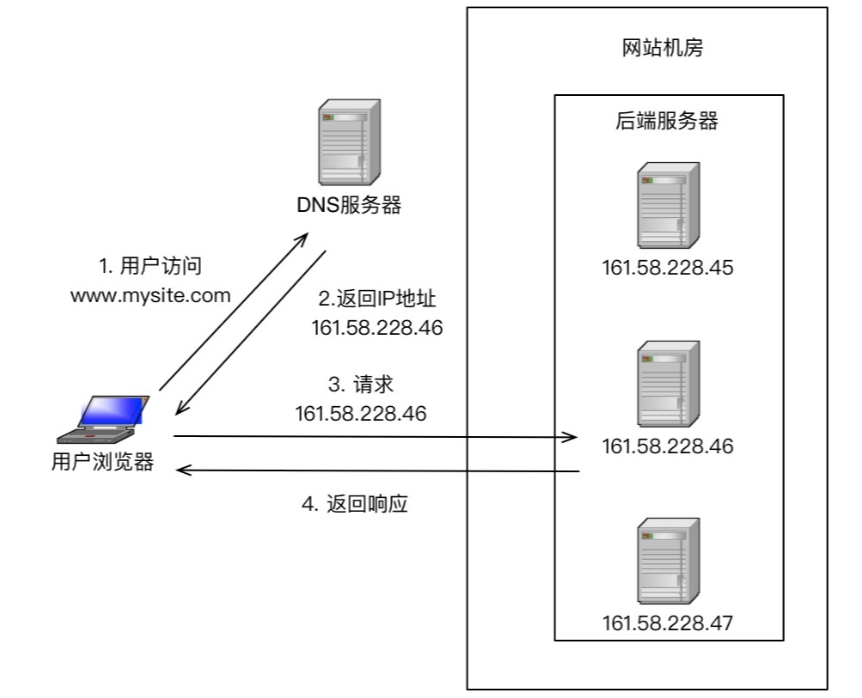 网站机房
后端服务器
DNS服务器
161.58.228.45
1. 用户访问
www.mysite.com
2.返回IP地址
161.58.228.46
3. 请求
161.58.228.46
161.58.228.46
用户浏览器
4. 返回响应
161.58.228.47